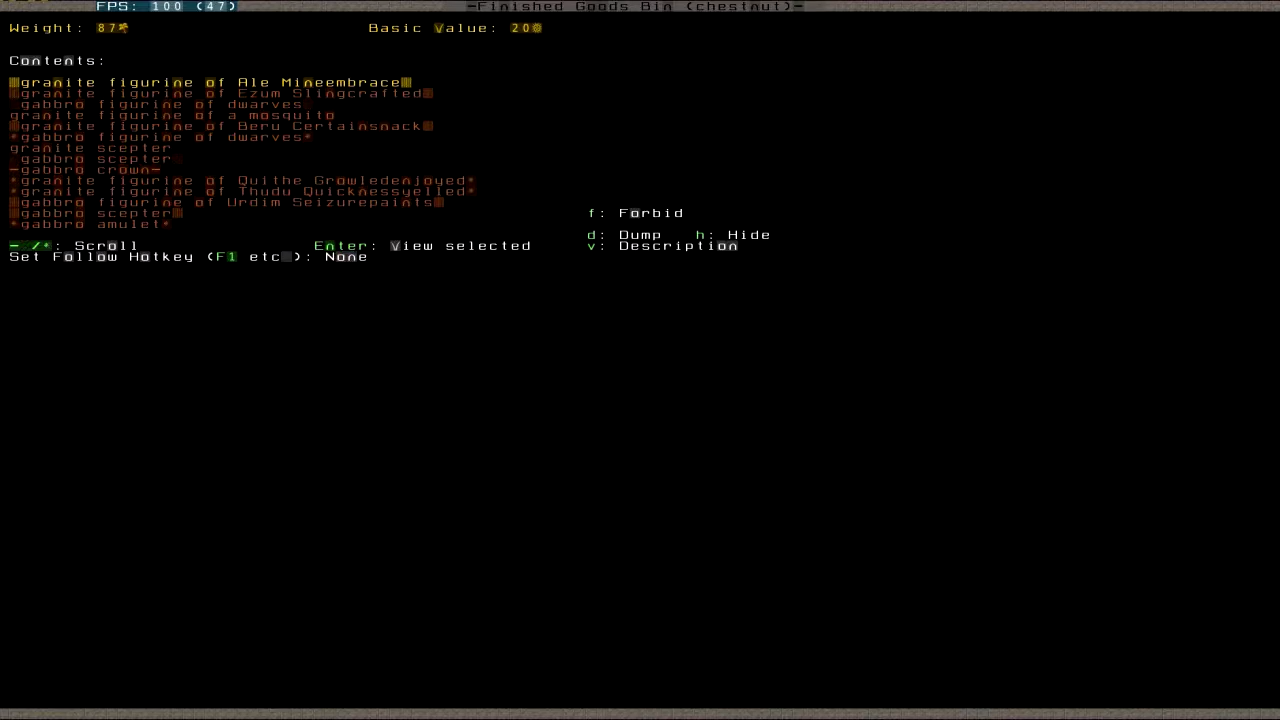 FPS: 100 (47) -Finished Goods Bin (chestnut)-
Weight: 87 Basic Value: 20☼
Contents:
granite figurine of Ale Mineembrace
granite figurine of Ezum Slingcrafted
gabbro figurine of dwarves
granite figurine of a mosquito
granite figurine of Beru Certainsnack
*gabbro figurine of dwarves*
granite scepter
gabbro scepter
-gabbro crown-
*granite figurine of Quithe Growledenjoyed*
*granite figurine of Thudu Quicknessyelled*
gabbro figurine of Urdim Seizurepaints
gabbro scepter f: Forbid
*gabbro amulet*
d: Dump h: Hide
- /*: Scroll Enter: View selected v: Description
Set Follow Hotkey (F1 etc ): None